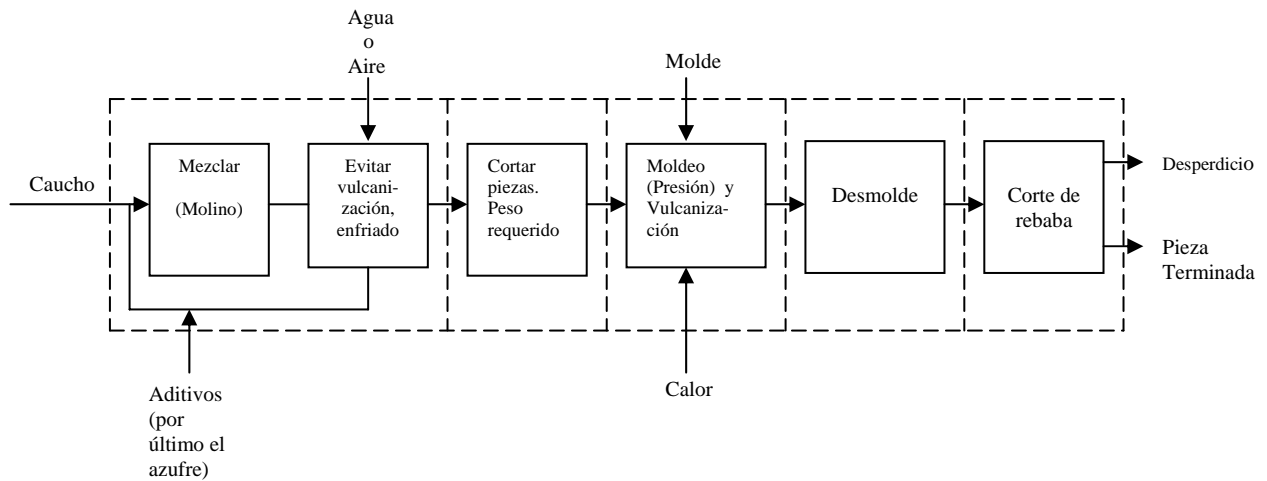 Agua
o
Aire
Molde
Caucho
Mezclar
(Molino)
Evitar
vulcani-
zación,
enfriado
Cortar
piezas.
Peso
requerido
Moldeo
(Presión) y
Vulcaniza-
ción
Desmolde
Corte de
rebaba
Desperdicio
Pieza
Terminada
Aditivos
(por
último el
azufre)
Calor